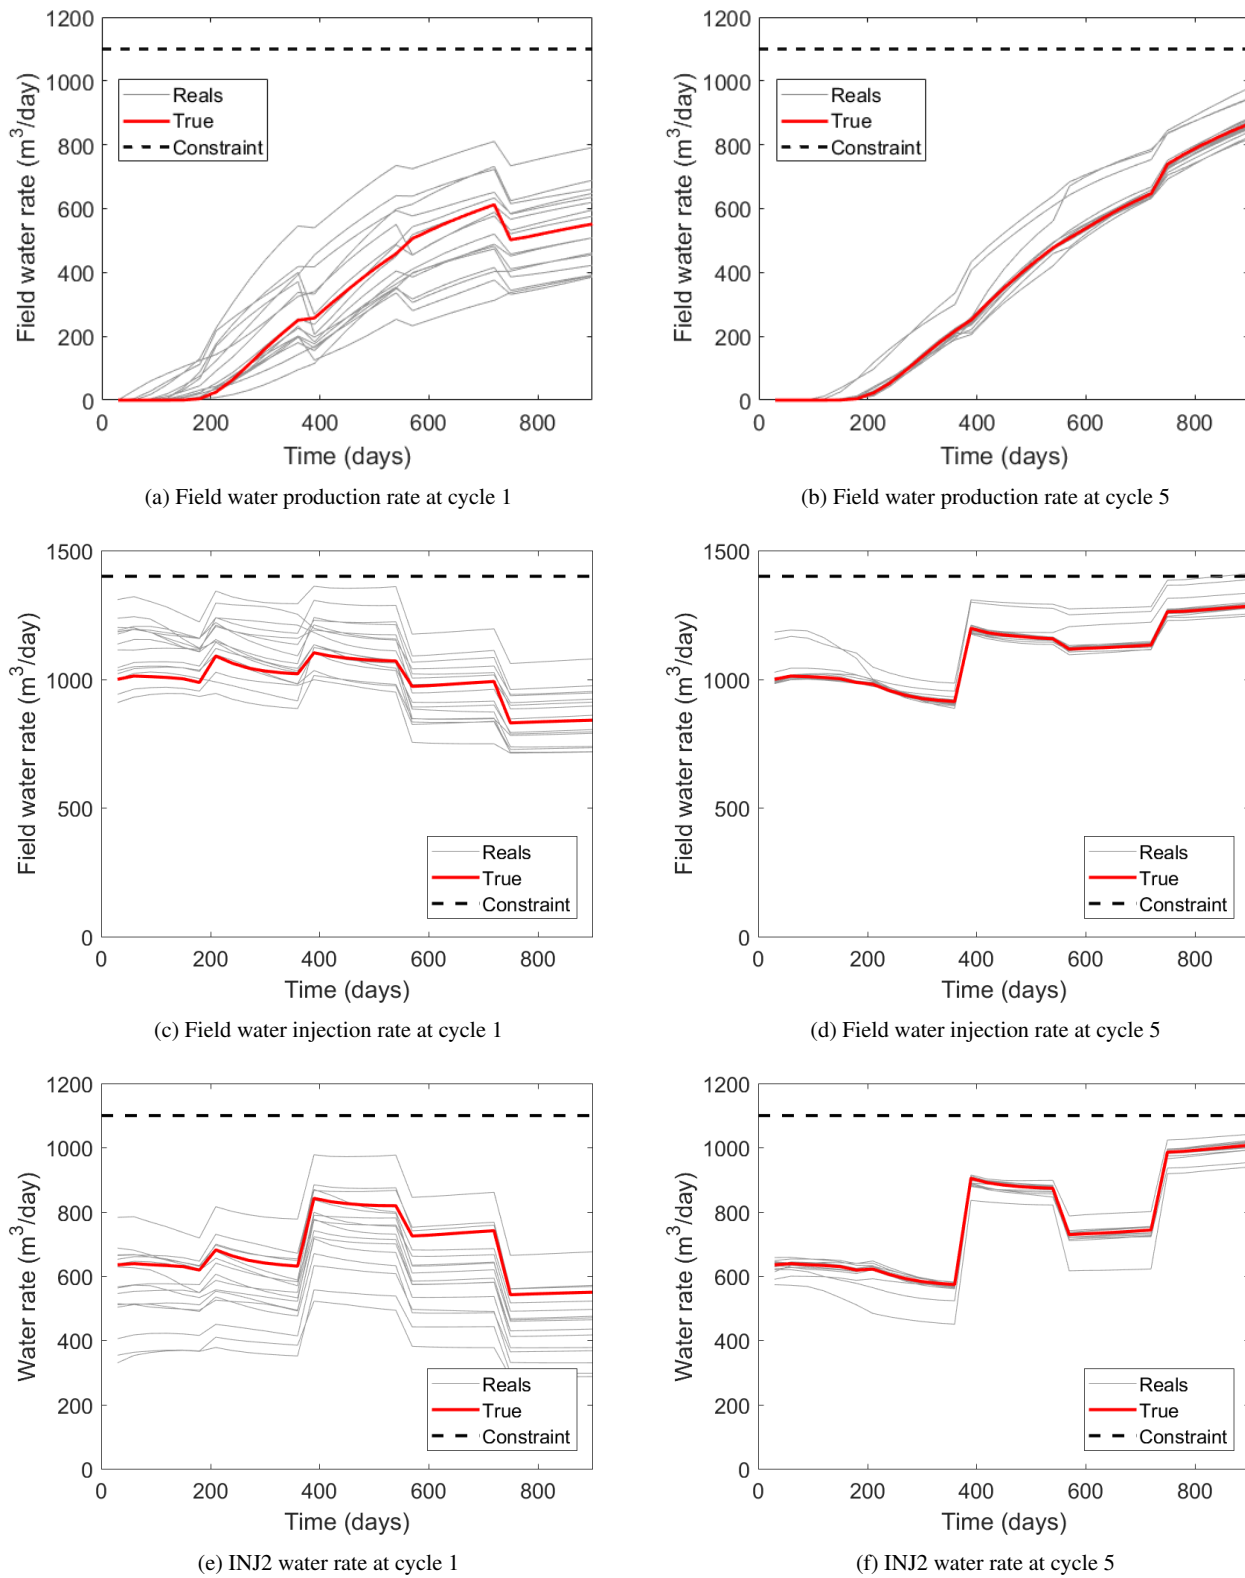 1200
1000
800
600
400
200
0
Field water rate (m³/day)
Reals
True
Constraint
0 200 400 600 800
Time (days)
(a) Field water production rate at cycle 1
1200
1000
800
600
400
200
0
Field water rate (m³/day)
Reals
True
Constraint
0 200 400 600 800
Time (days)
(b) Field water production rate at cycle 5
1500
1000
500
0
Field water rate (m³/day)
Reals
True
Constraint
0 200 400 600 800
Time (days)
(c) Field water injection rate at cycle 1
1500
1000
500
0
Field water rate (m³/day)
Reals
True
Constraint
0 200 400 600 800
Time (days)
(d) Field water injection rate at cycle 5
1200
1000
800
600
400
200
0
Water rate (m³/day)
Reals
True
Constraint
0 200 400 600 800
Time (days)
(e) INJ2 water rate at cycle 1
1200
1000
800
600
400
200
0
Water rate (m³/day)
Reals
True
Constraint
0 200 400 600 800
Time (days)
(f) INJ2 water rate at cycle 5